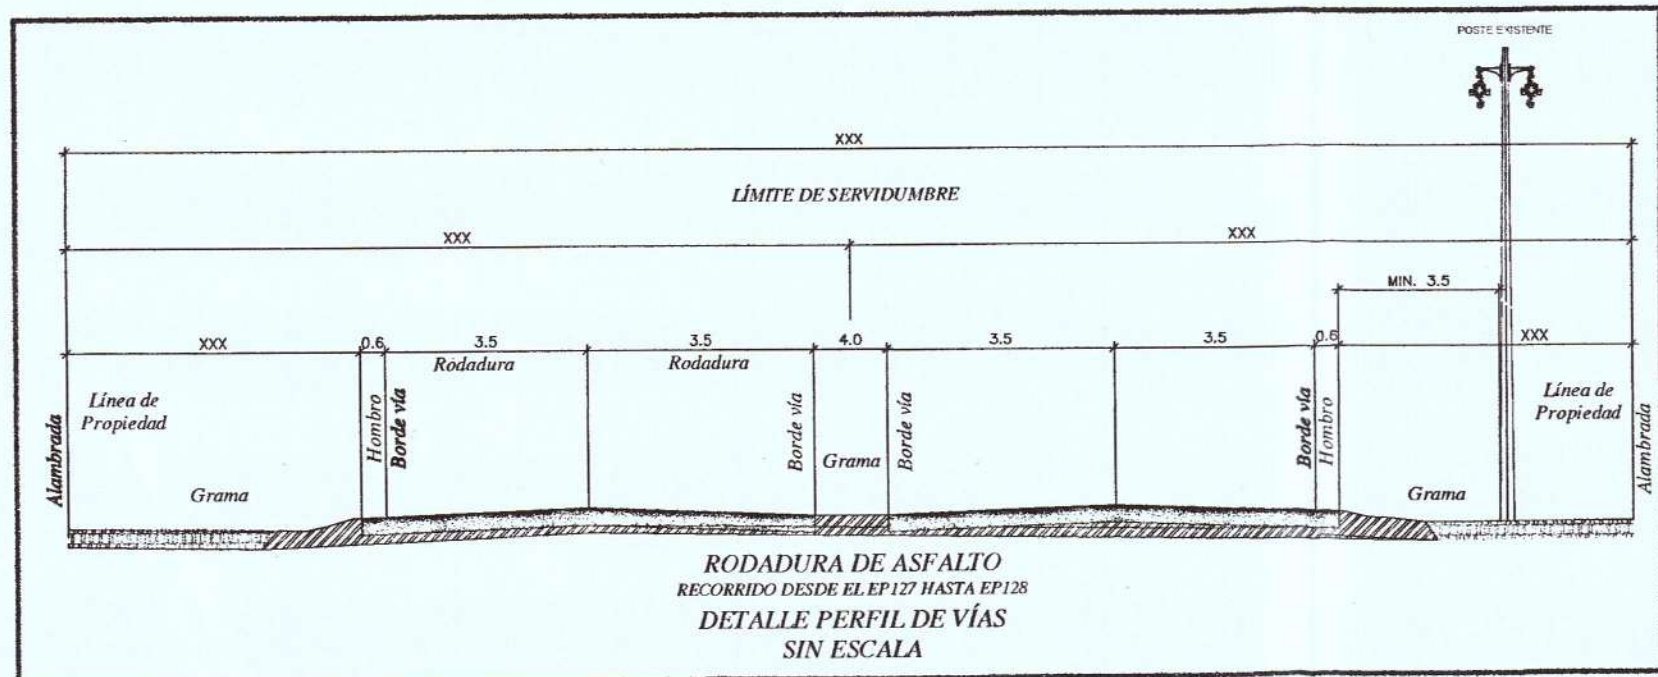 POSTE EXISTENTE
XXX
LÍMITE DE SERVIDUMBRE
XXX
XXX
MIN. 3.5
XXX
0.6
3.5
3.5
4.0
3.5
3.5
0.6
XXX
Rodadura
Rodadura
Línea de
Propiedad
Línea de
Propiedad
Alambrada
Hombro
Borde vía
Borde vía
Grama
Borde vía
Borde vía
Hombro
Alambrada
Grama
Grama
RODADURA DE ASFALTO
RECORRIDO DESDE EL EP127 HASTA EP128
DETALLE PERFIL DE VÍAS
SIN ESCALA